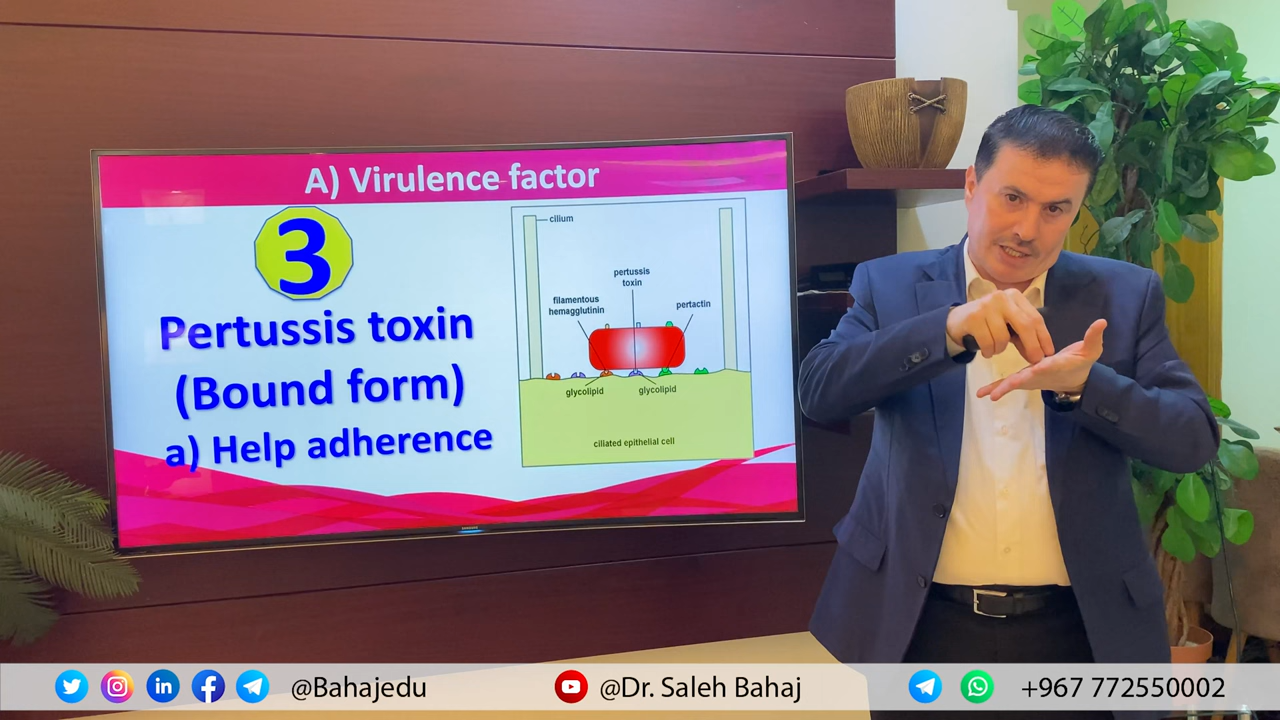 A) Virulence factor
3
Pertussis toxin
(Bound form)
a) Help adherence
cilium
pertussis
toxin
filamentous
hemagglutinin
pertactin
glycolipid
glycolipid
ciliated epithelial cell
@Bahajedu
@Dr. Saleh Bahaj
+967 772550002